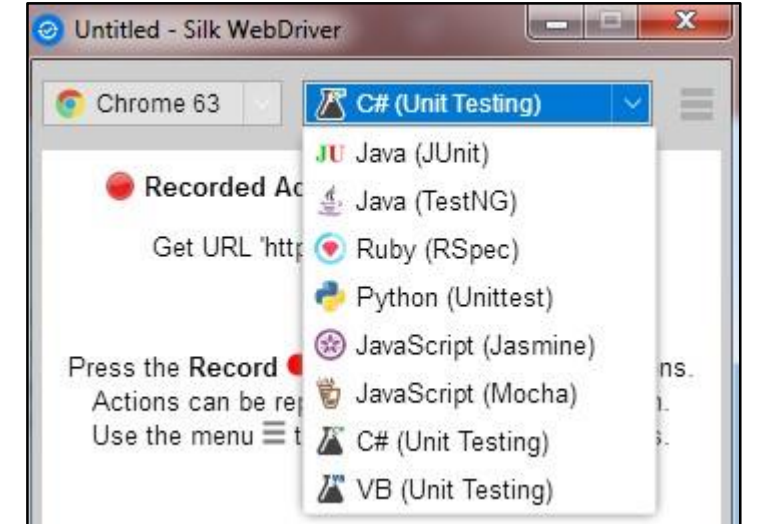 Untitled - Silk WebDriver
Chrome 63
C# (Unit Testing)
JU Java (JUnit)
Recorded Ac
Java (TestNG)
Get URL 'http
Ruby (RSpec)
Python (Unittest)
JavaScript (Jasmine)
Press the Record
ns.
JavaScript (Mocha)
Actions can be rep
Use the menu
C# (Unit Testing)
VB (Unit Testing)